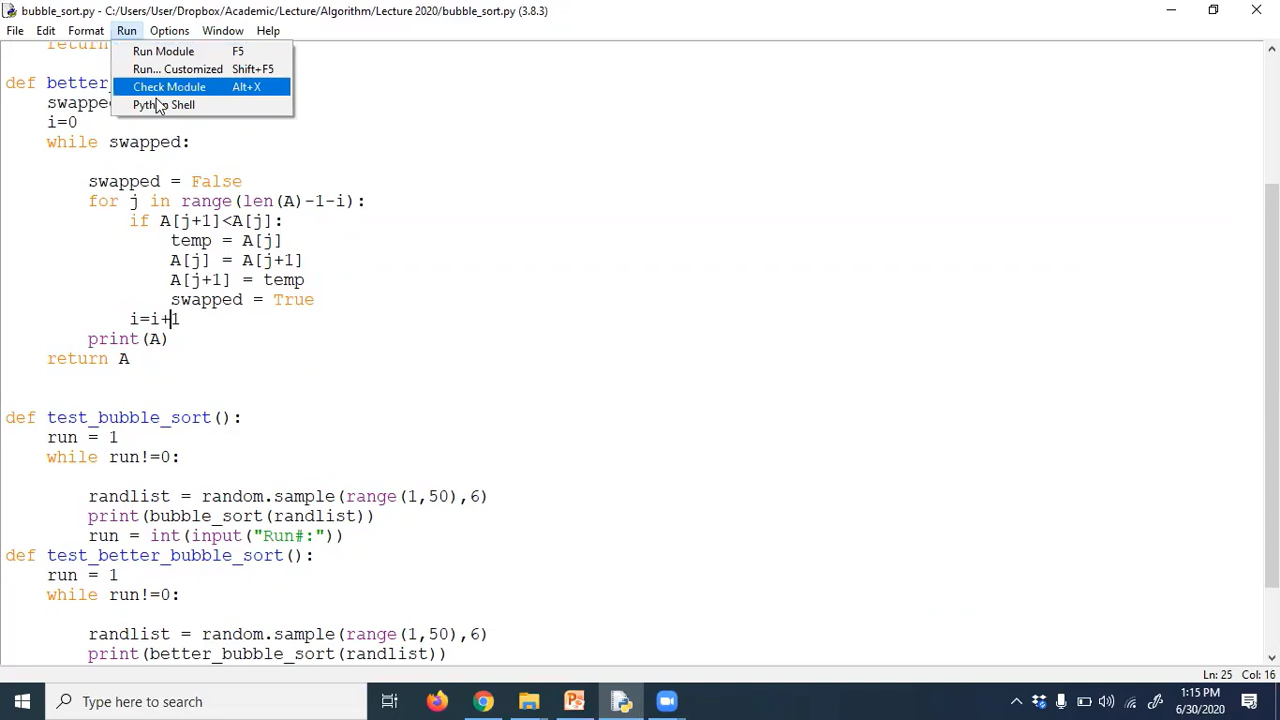 bubble_sort.py - C:/Users/User/Dropbox/Academic/Lecture/Algorithm/Lecture 2020/bubble_sort.py (3.8.3)
File Edit Format Run Options Window Help
Run Module F5
Run... Customized Shift+F5
Check Module Alt+X
Python Shell
return
def better_
swapped
i=0
while swapped:
swapped = False
for j in range(len(A)-1-i):
if A[j+1]<A[j]:
temp = A[j]
A[j] = A[j+1]
A[j+1] = temp
swapped = True
i=i+1
print(A)
return A
def test_bubble_sort():
run = 1
while run!=0:
randlist = random.sample(range(1,50),6)
print(bubble_sort(randlist))
run = int(input("Run#:"))
def test_better_bubble_sort():
run = 1
while run!=0:
randlist = random.sample(range(1,50),6)
print(better_bubble_sort(randlist))
Ln: 25 Col: 16
Type here to search
1:15 PM
6/30/2020